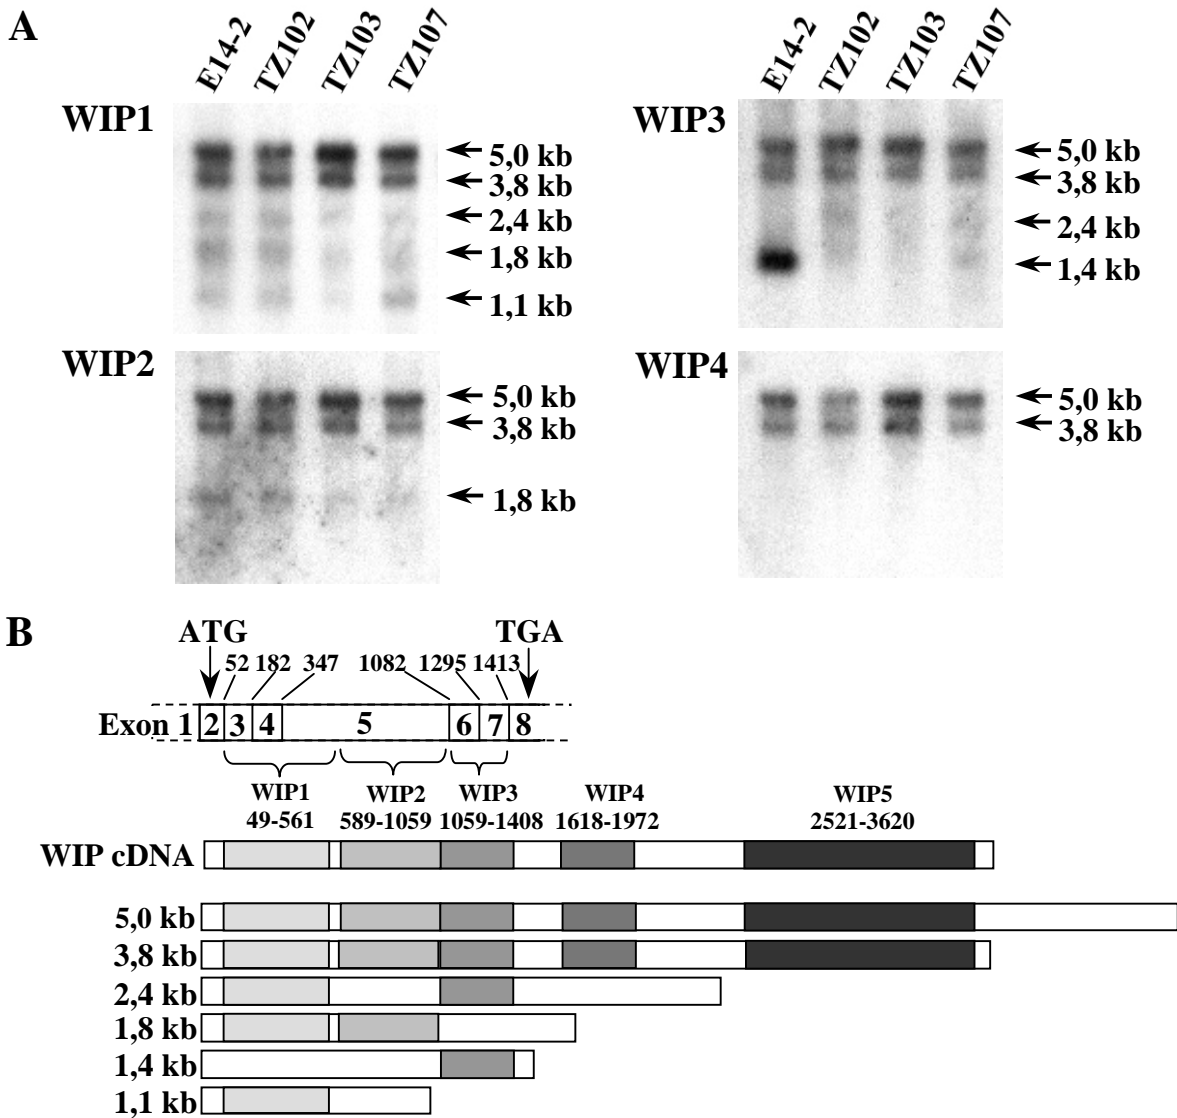 A
E14-2 TZ102 TZ103 TZ107
WIP1
5,0 kb
3,8 kb
2,4 kb
1,8 kb
1,1 kb
WIP2
5,0 kb
3,8 kb
1,8 kb
E14-2 TZ102 TZ103 TZ107
WIP3
5,0 kb
3,8 kb
2,4 kb
1,4 kb
WIP4
5,0 kb
3,8 kb
B
ATG TGA
52 182 347 1082 1295 1413
Exon 1 2 3 4 5 6 7 8
WIP1 WIP2 WIP3 WIP4 WIP5
49-561 589-1059 1059-1408 1618-1972 2521-3620
WIP cDNA
5,0 kb
3,8 kb
2,4 kb
1,8 kb
1,4 kb
1,1 kb